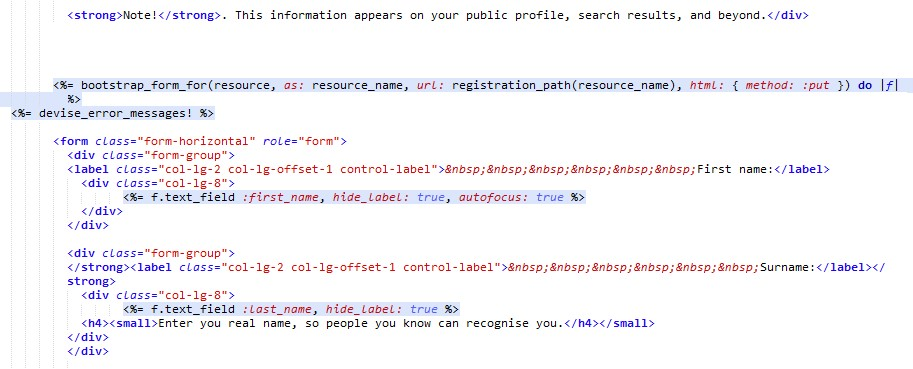 <strong>Note!</strong>. This information appears on your public profile, search results, and beyond.</div>
<%= bootstrap_form_for(resource, as: resource_name, url: registration_path(resource_name), html: { method: :put }) do |f|
%>
<%= devise_error_messages! %>
<form class="form-horizontal" role="form">
<div class="form-group">
<label class="col-lg-2 col-lg-offset-1 control-label">&nbsp;&nbsp;&nbsp;&nbsp;&nbsp;&nbsp;First name:</label>
<div class="col-lg-8">
<%= f.text_field :first_name, hide_label: true, autofocus: true %>
</div>
</div>
<div class="form-group">
</strong><label class="col-lg-2 col-lg-offset-1 control-label">&nbsp;&nbsp;&nbsp;&nbsp;&nbsp;&nbsp;Surname:</label></
strong>
<div class="col-lg-8">
<%= f.text_field :last_name, hide_label: true %>
<h4><small>Enter you real name, so people you know can recognise you.</h4></small>
</div>
</div>